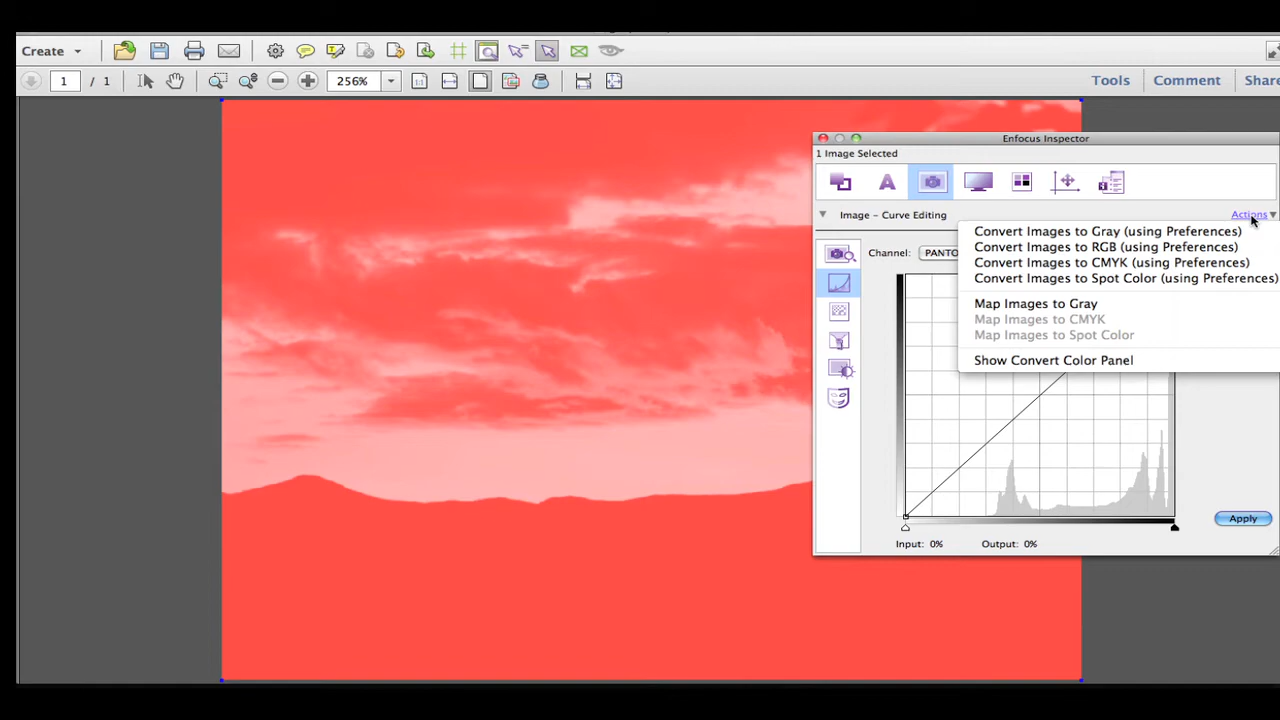 Create
1 / 1
256%
Tools
Comment
Share
Enfocus Inspector
1 Image Selected
Image – Curve Editing
Actions
Convert Images to Gray (using Preferences)
Convert Images to RGB (using Preferences)
Convert Images to CMYK (using Preferences)
Convert Images to Spot Color (using Preferences)
Map Images to Gray
Map Images to CMYK
Map Images to Spot Color
Show Convert Color Panel
Channel:
PANTO
Apply
Input: 0%
Output: 0%